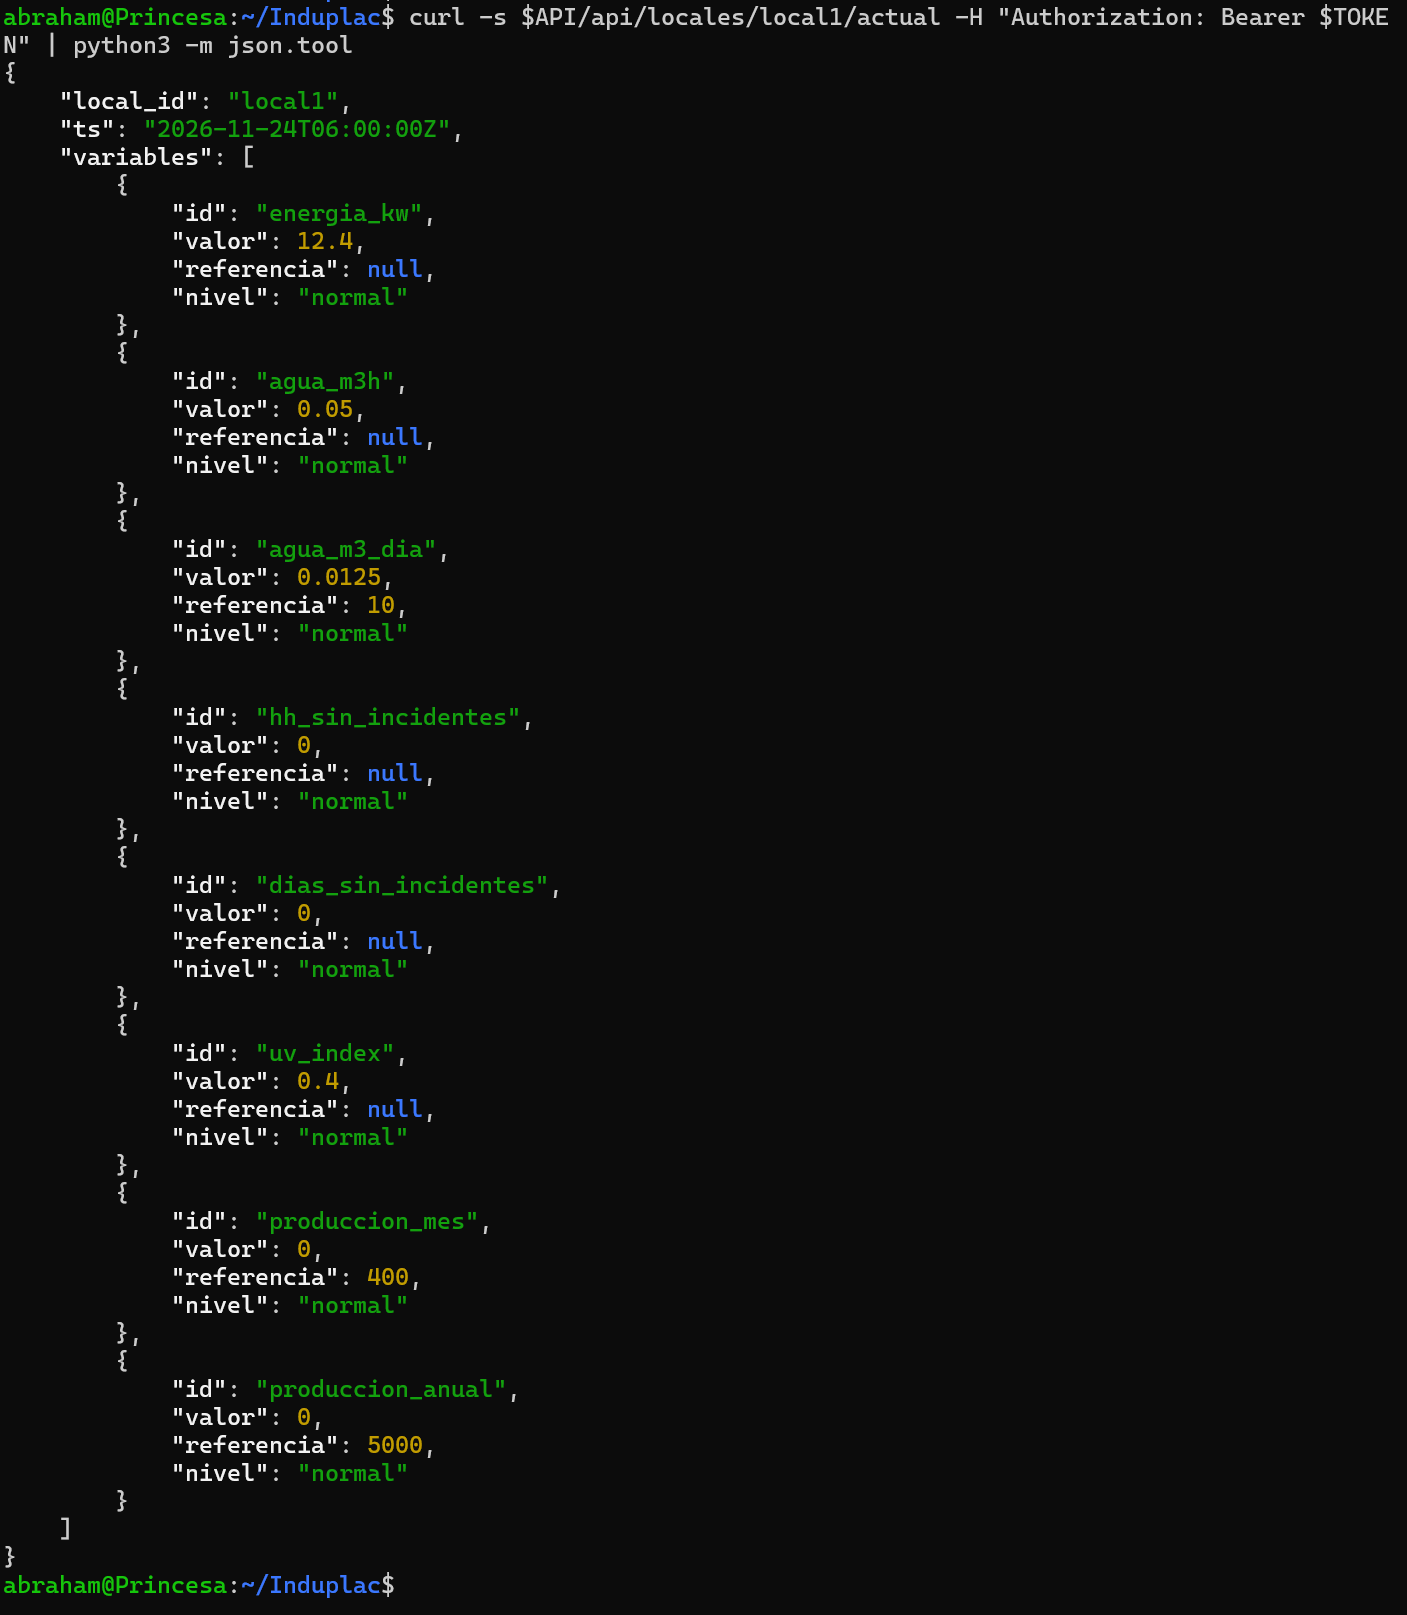 abraham@Princesa:~/Induplac$ curl -s $API/api/locales/local1/actual -H "Authorization: Bearer $TOKE
N" | python3 -m json.tool
{
    "local_id": "local1",
    "ts": "2026-11-24T06:00:00Z",
    "variables": [
        {
            "id": "energia_kw",
            "valor": 12.4,
            "referencia": null,
            "nivel": "normal"
        },
        {
            "id": "agua_m3h",
            "valor": 0.05,
            "referencia": null,
            "nivel": "normal"
        },
        {
            "id": "agua_m3_dia",
            "valor": 0.0125,
            "referencia": 10,
            "nivel": "normal"
        },
        {
            "id": "hh_sin_incidentes",
            "valor": 0,
            "referencia": null,
            "nivel": "normal"
        },
        {
            "id": "dias_sin_incidentes",
            "valor": 0,
            "referencia": null,
            "nivel": "normal"
        },
        {
            "id": "uv_index",
            "valor": 0.4,
            "referencia": null,
            "nivel": "normal"
        },
        {
            "id": "produccion_mes",
            "valor": 0,
            "referencia": 400,
            "nivel": "normal"
        },
        {
            "id": "produccion_anual",
            "valor": 0,
            "referencia": 5000,
            "nivel": "normal"
        }
    ]
}
abraham@Princesa:~/Induplac$